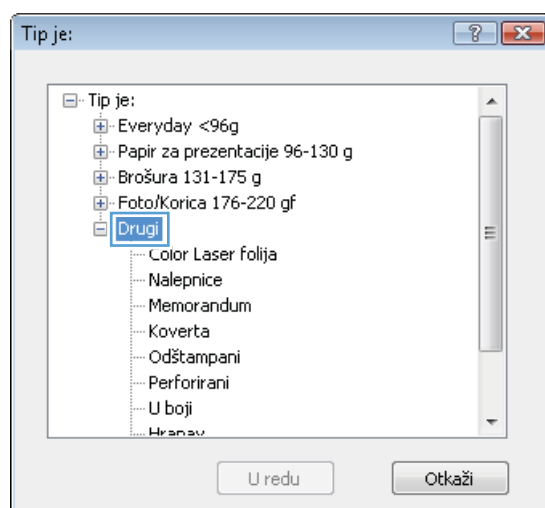 Tip je:
Tip je:
Everyday <96g
Papir za prezentacije 96-130 g
Brošura 131-175 g
Foto/Korica 176-220 gf
Drugi
Color Laser folija
Nalepnice
Memorandum
Koverta
Odštampani
Perforirani
U boji
Hrapav
U redu
Otkaži